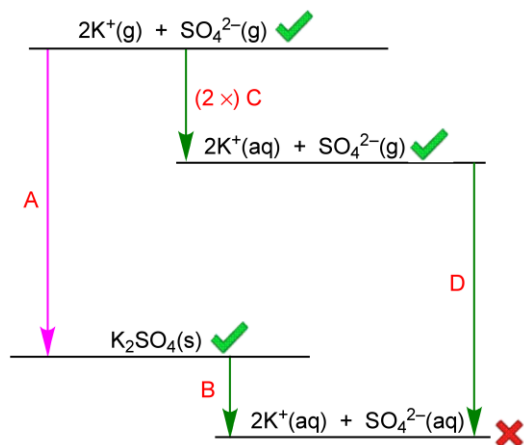 2K⁺(g) + SO₄²⁻(g)
(2 ×) C
2K⁺(aq) + SO₄²⁻(g)
A
D
K₂SO₄(s)
B
2K⁺(aq) + SO₄²⁻(aq)